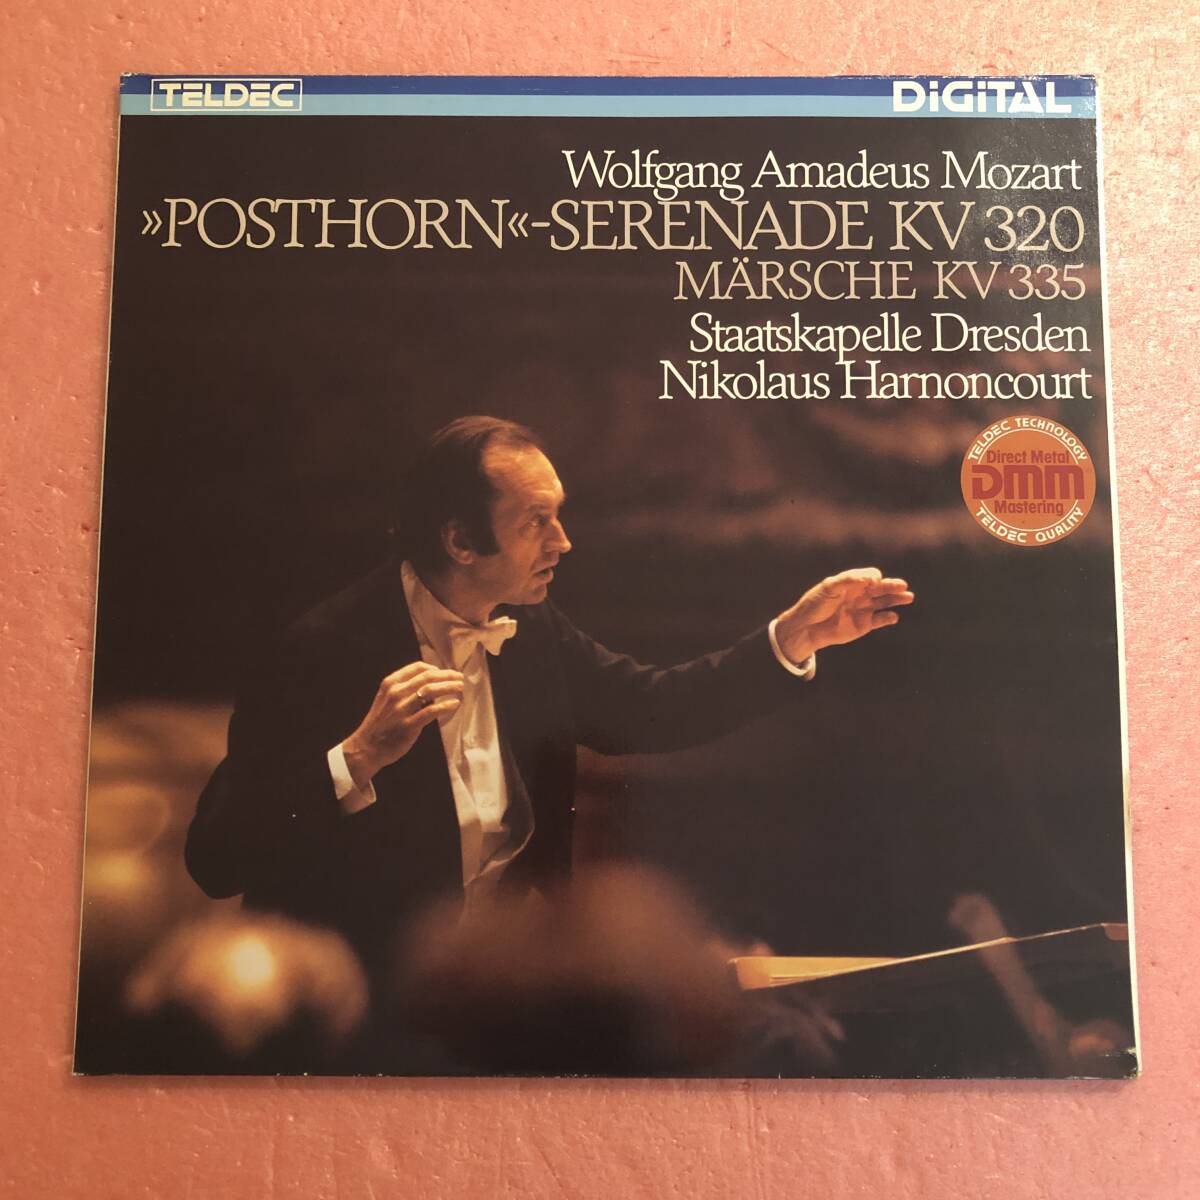 TELDEC
DiGiTAL
Wolfgang Amadeus Mozart
»POSTHORN«-SERENADE KV 320
MÄRSCHE KV 335
Staatskapelle Dresden
Nikolaus Harnoncourt
TELDEC TECHNOLOGY
Direct Metal
DMM
Mastering
TELDEC QUALITY